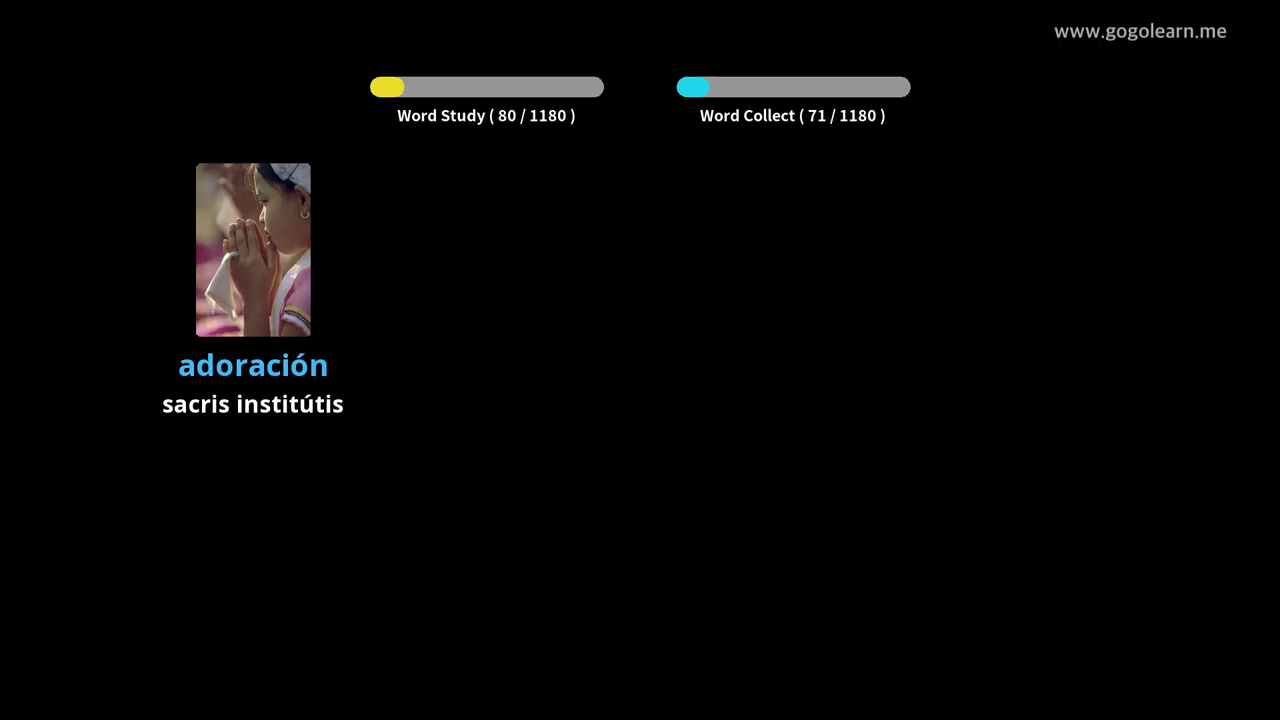 www.gogolearn.me
Word Study ( 80 / 1180 )
Word Collect ( 71 / 1180 )
adoración
sacris institútis